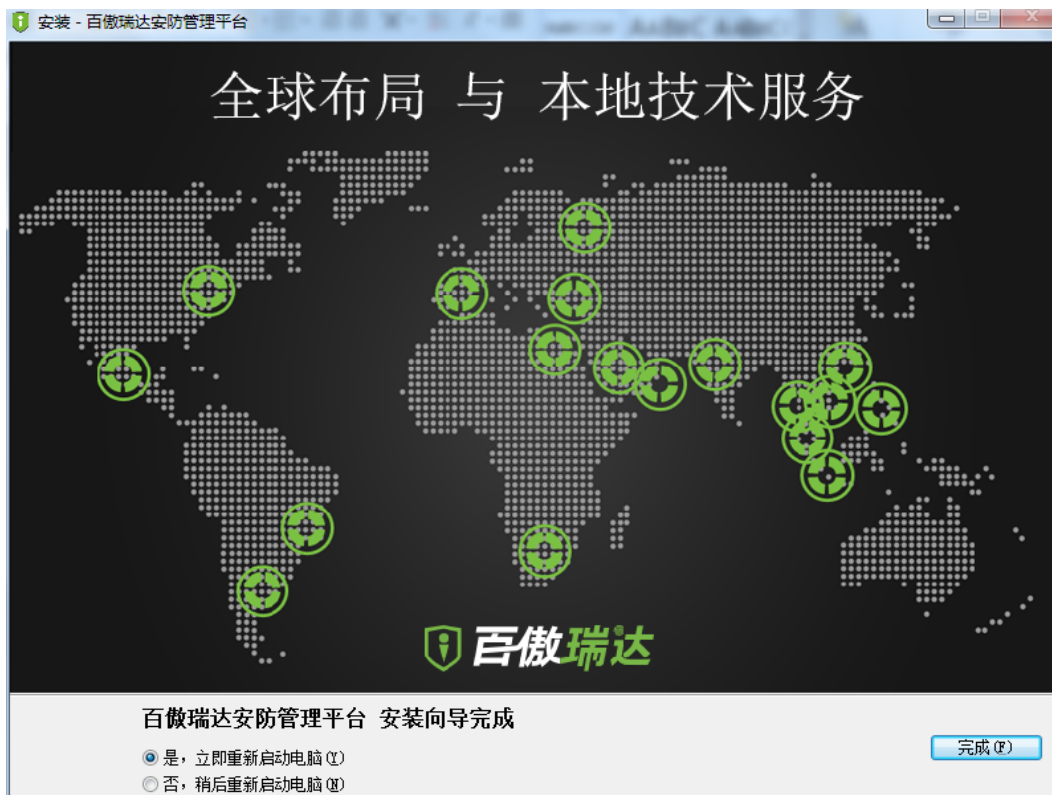 安装 - 百傲瑞达安防管理平台
全球布局 与 本地技术服务
百傲瑞达
百傲瑞达安防管理平台 安装向导完成
是，立即重新启动电脑(Y)
完成(F)
否，稍后重新启动电脑(N)